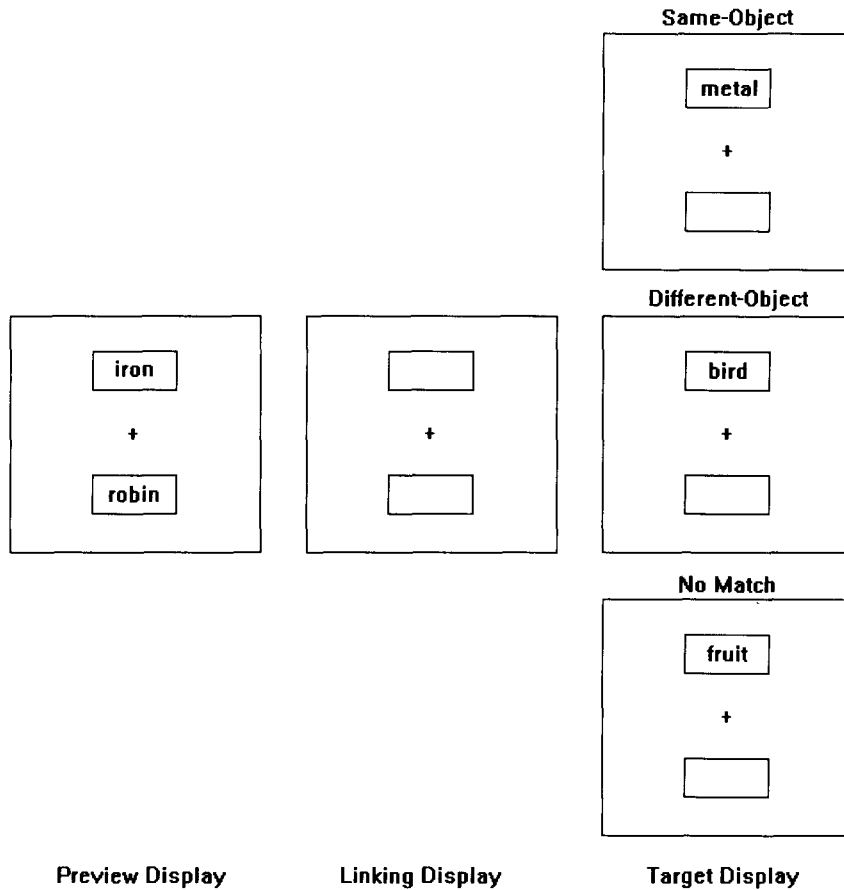 Same-Object
metal
+
Different-Object
iron
+
robin
+
bird
+
No Match
fruit
+
Preview Display
Linking Display
Target Display